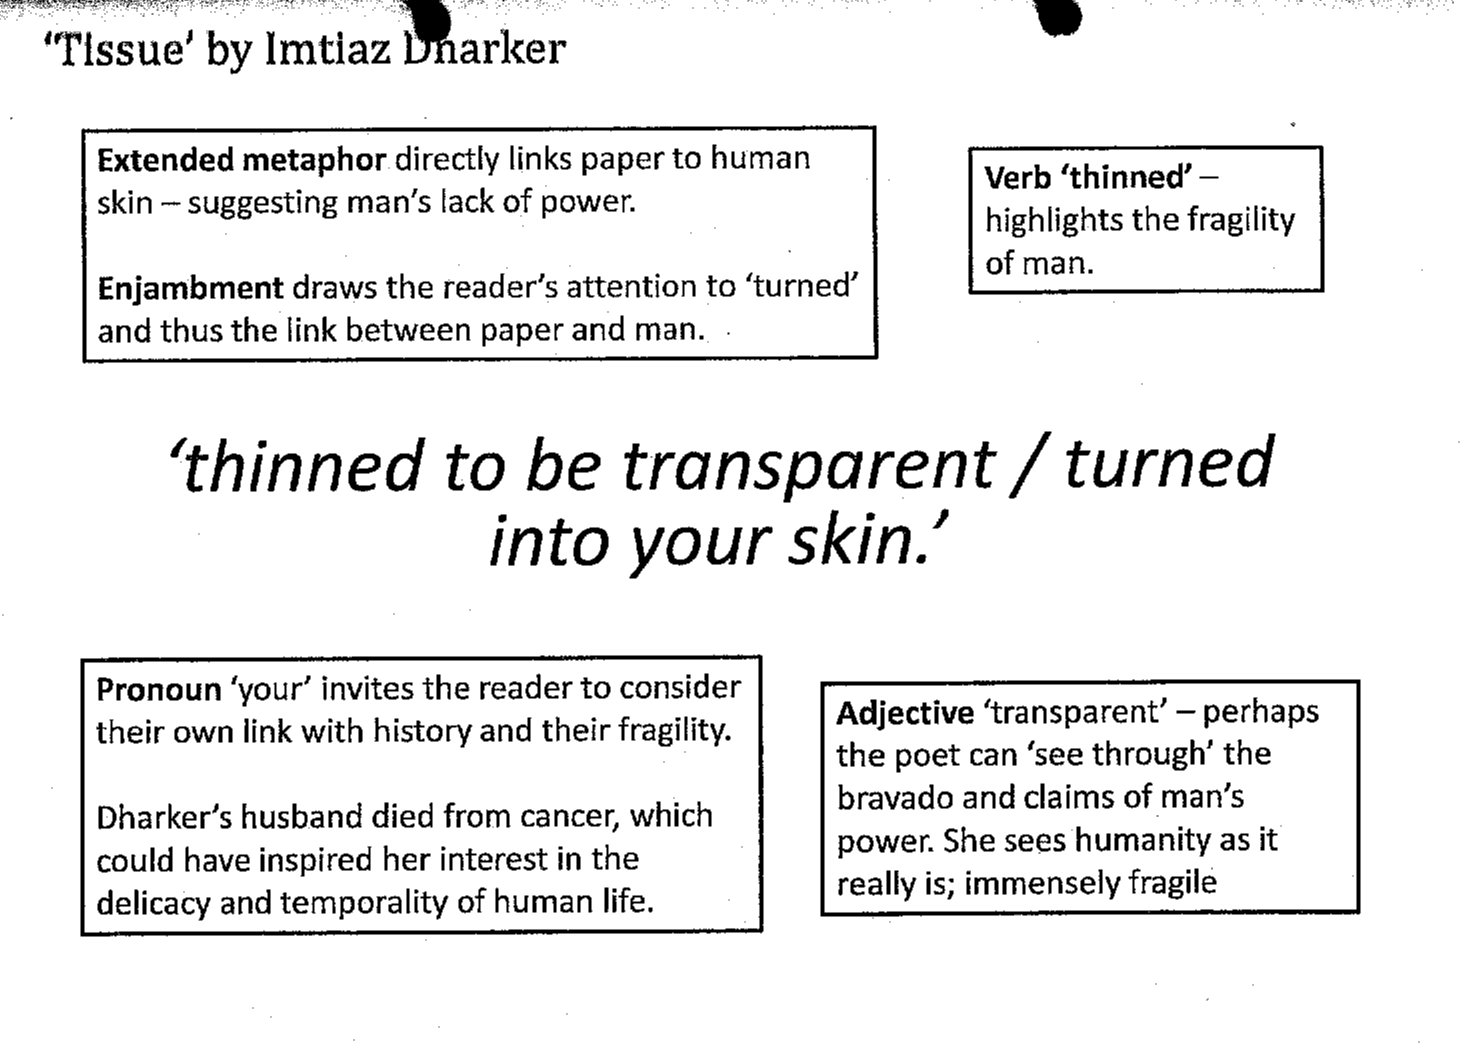 'Tissue' by Imtiaz Dharker
Extended metaphor directly links paper to human
skin – suggesting man's lack of power.
Enjambment draws the reader's attention to 'turned'
and thus the link between paper and man.
Verb 'thinned' –
highlights the fragility
of man.
'thinned to be transparent / turned
into your skin.'
Pronoun 'your' invites the reader to consider
their own link with history and their fragility.
Dharker's husband died from cancer, which
could have inspired her interest in the
delicacy and temporality of human life.
Adjective 'transparent' – perhaps
the poet can 'see through' the
bravado and claims of man's
power. She sees humanity as it
really is; immensely fragile